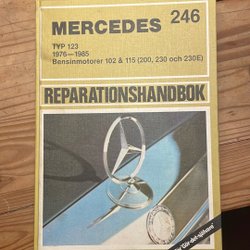 MERCEDES 246
TYP 123
1976–1985
Bensinmotorer 102 & 115 (200, 230 och 230E)
REPARATIONSHANDBOK